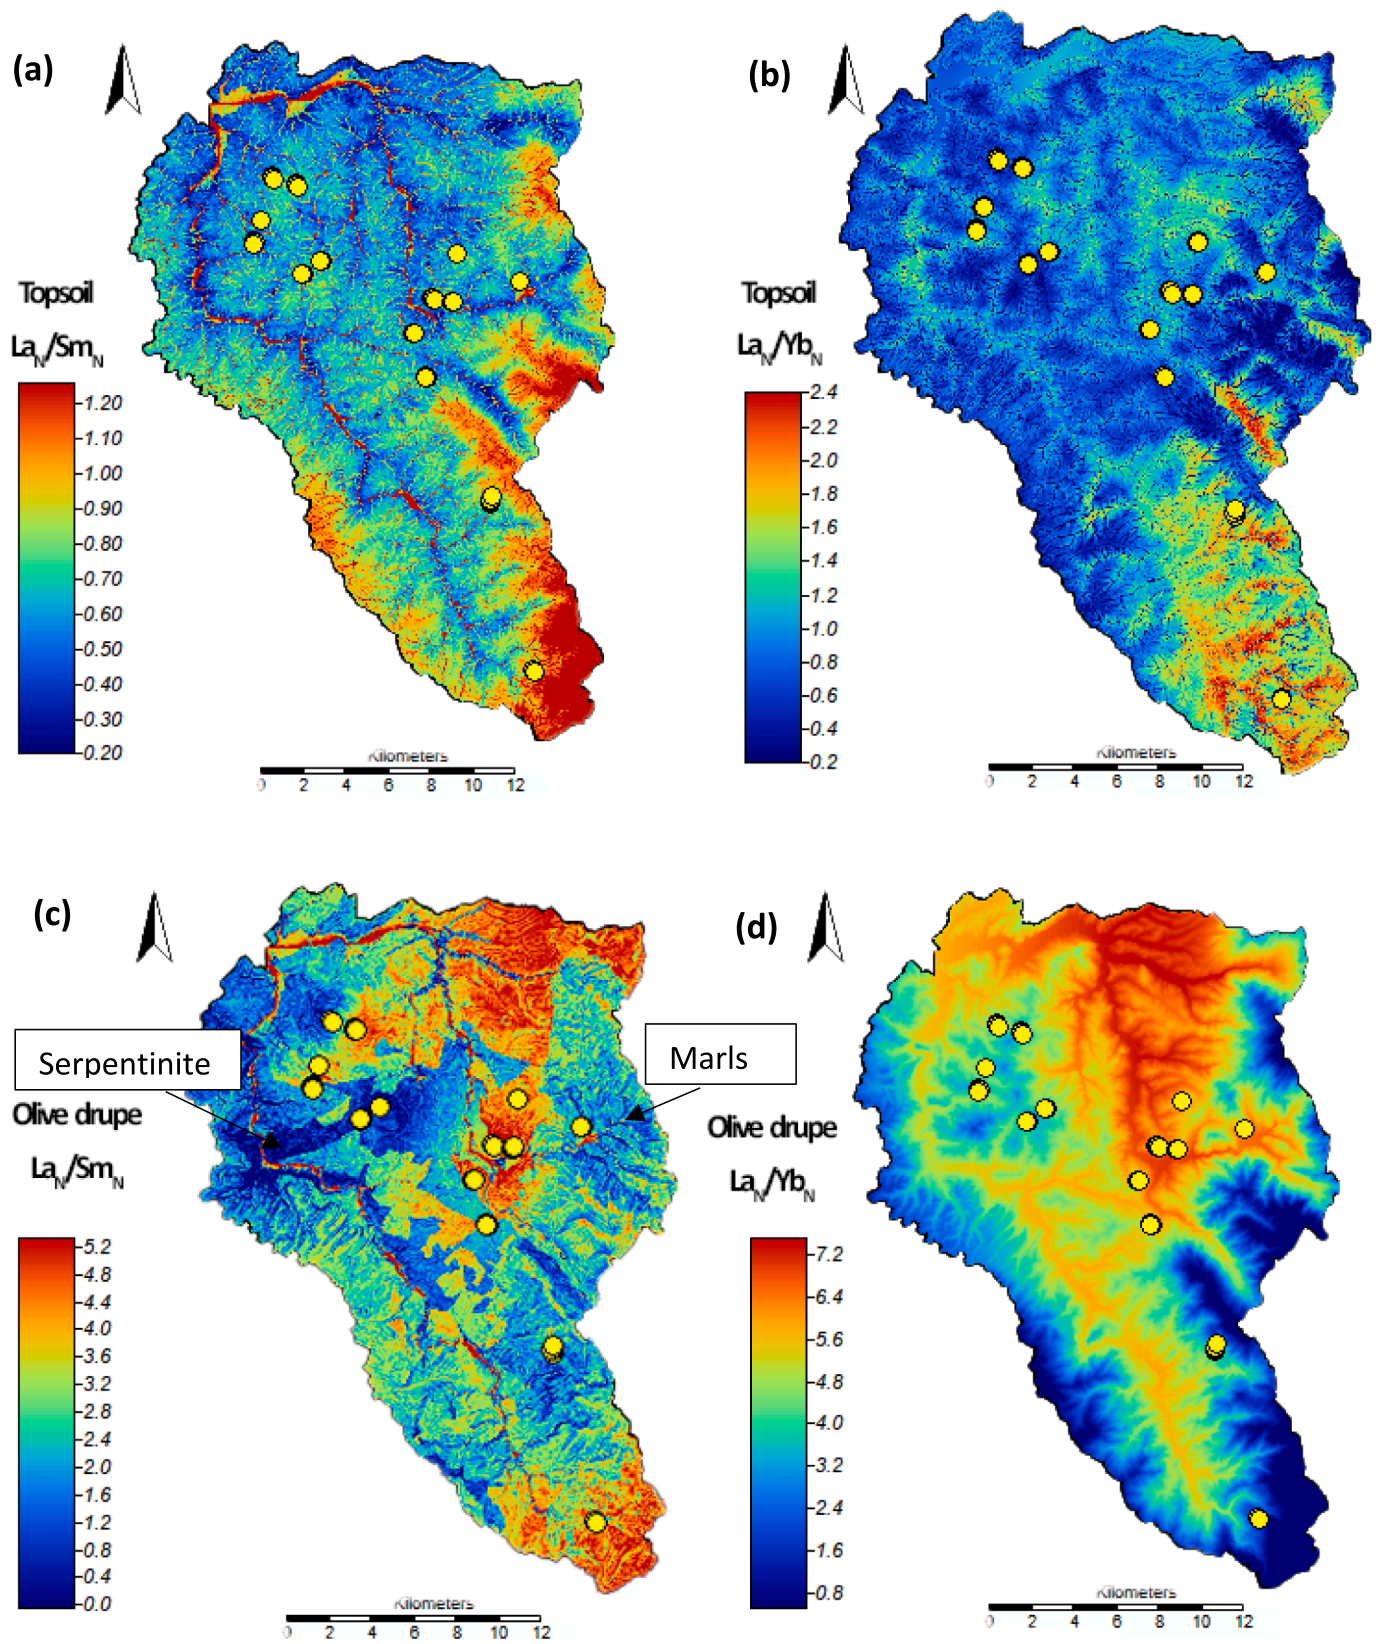 (a)
Topsoil
LaN/SmN
1.20
1.10
1.00
0.90
0.80
0.70
0.60
0.50
0.40
0.30
0.20
Kilometers
0 2 4 6 8 10 12
(b)
Topsoil
LaN/YbN
2.4
2.2
2.0
1.8
1.6
1.4
1.2
1.0
0.8
0.6
0.4
0.2
Kilometers
0 2 4 6 8 10 12
(c)
Serpentinite
Marls
Olive drupe
LaN/SmN
5.2
4.8
4.4
4.0
3.6
3.2
2.8
2.4
2.0
1.6
1.2
0.8
0.4
0.0
Kilometers
0 2 4 6 8 10 12
(d)
Olive drupe
LaN/YbN
7.2
6.4
5.6
4.8
4.0
3.2
2.4
1.6
0.8
Kilometers
0 2 4 6 8 10 12